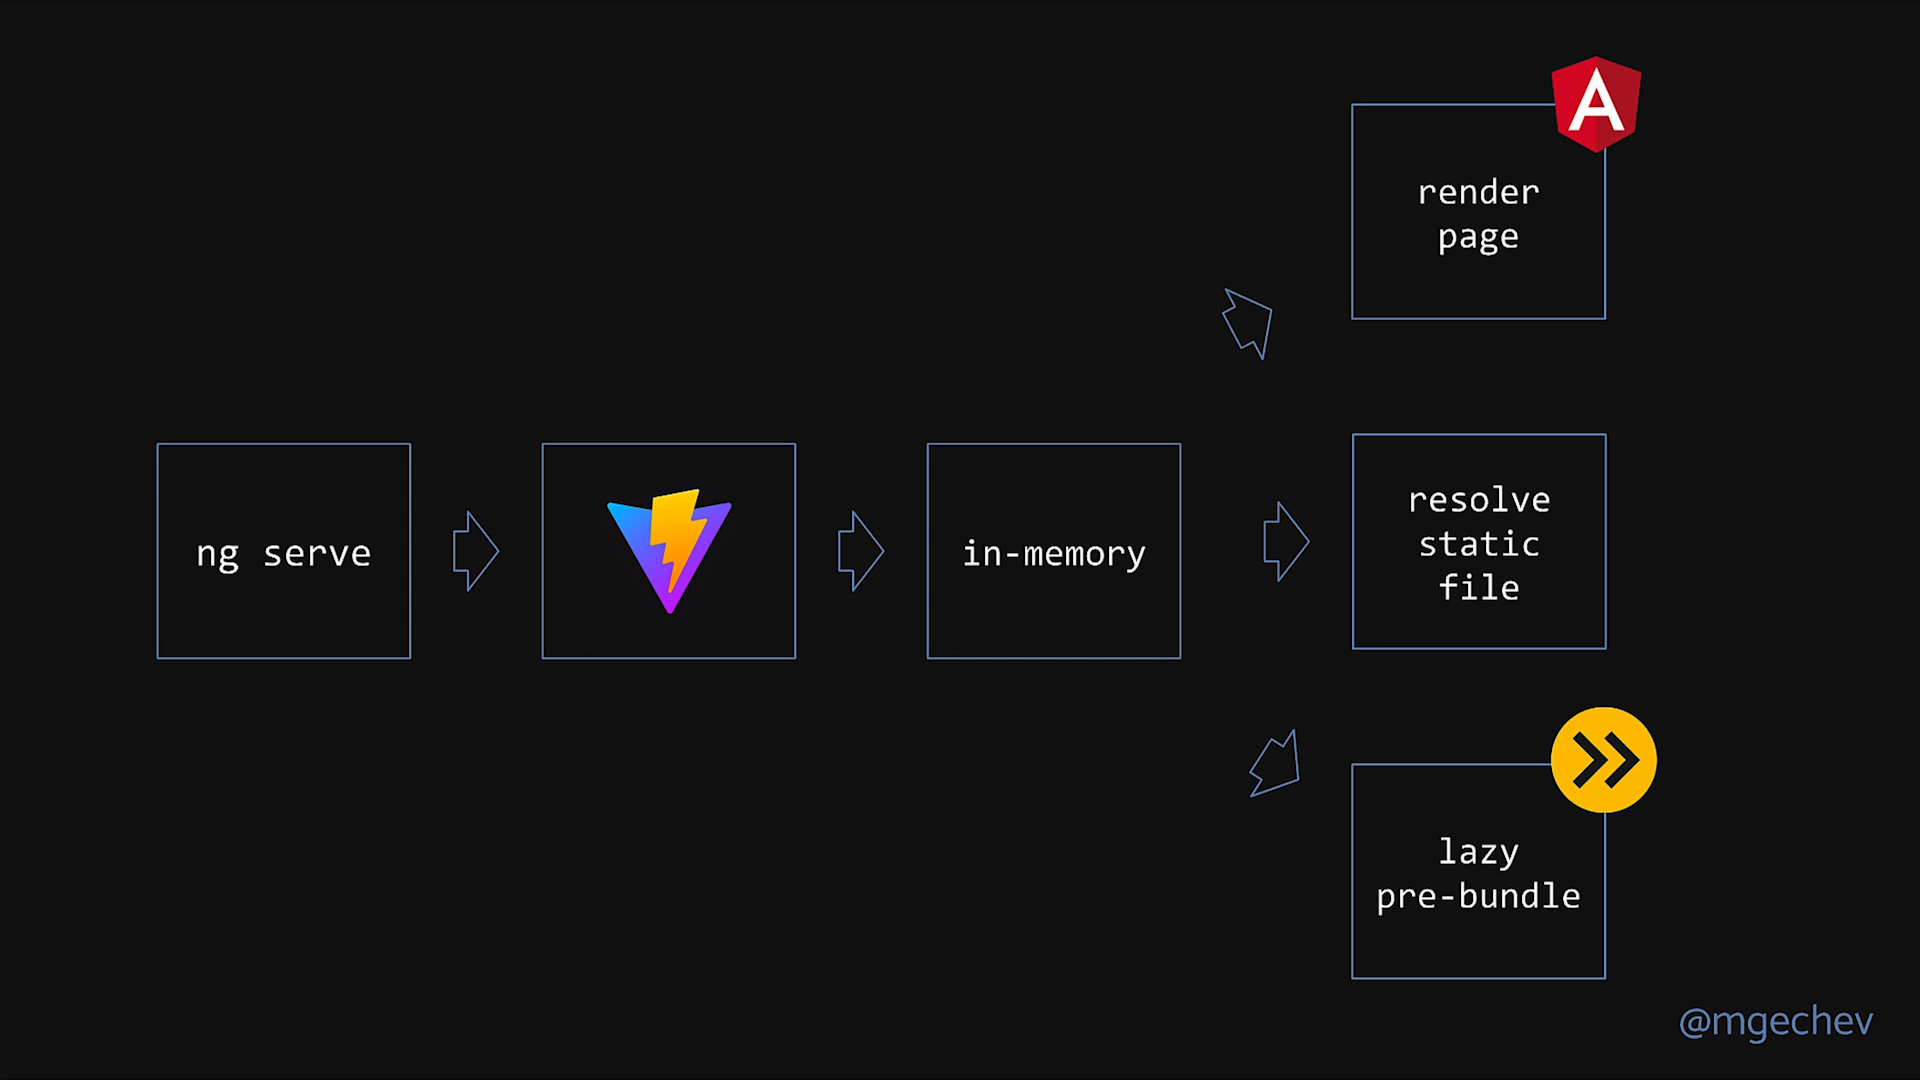 ng serve
in-memory
render
page
resolve
static
file
lazy
pre-bundle
@mgechev